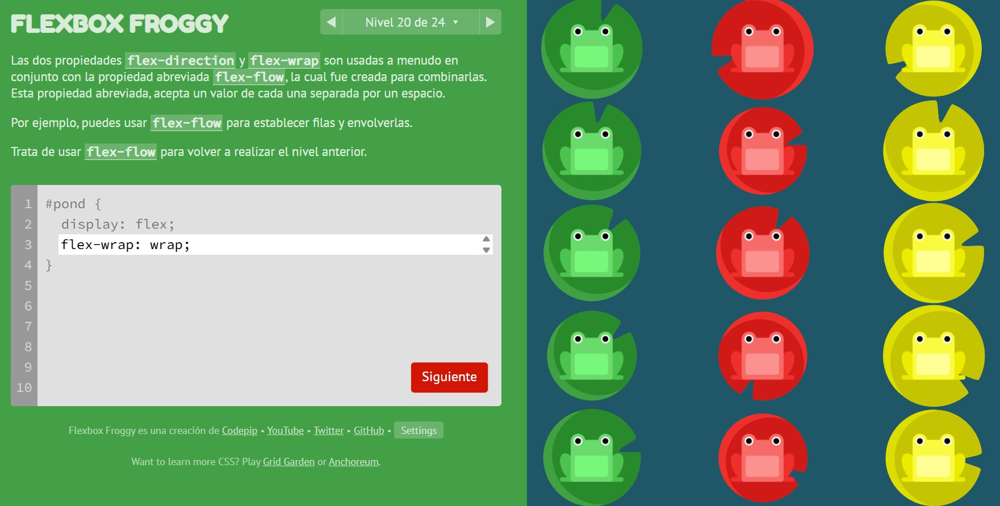 FLEXBOX FROGGY
Nivel 20 de 24
Las dos propiedades flex-direction y flex-wrap son usadas a menudo en
conjunto con la propiedad abreviada flex-flow, la cual fue creada para combinarlas.
Esta propiedad abreviada, acepta un valor de cada una separada por un espacio.
Por ejemplo, puedes usar flex-flow para establecer filas y envolverlas.
Trata de usar flex-flow para volver a realizar el nivel anterior.
1 #pond {
2 display: flex;
3 flex-wrap: wrap;
4 }
5
6
7
8
9
10
Siguiente
Flexbox Froggy es una creación de Codepip • YouTube • Twitter • GitHub • Settings
Want to learn more CSS? Play Grid Garden or Anchoreum.